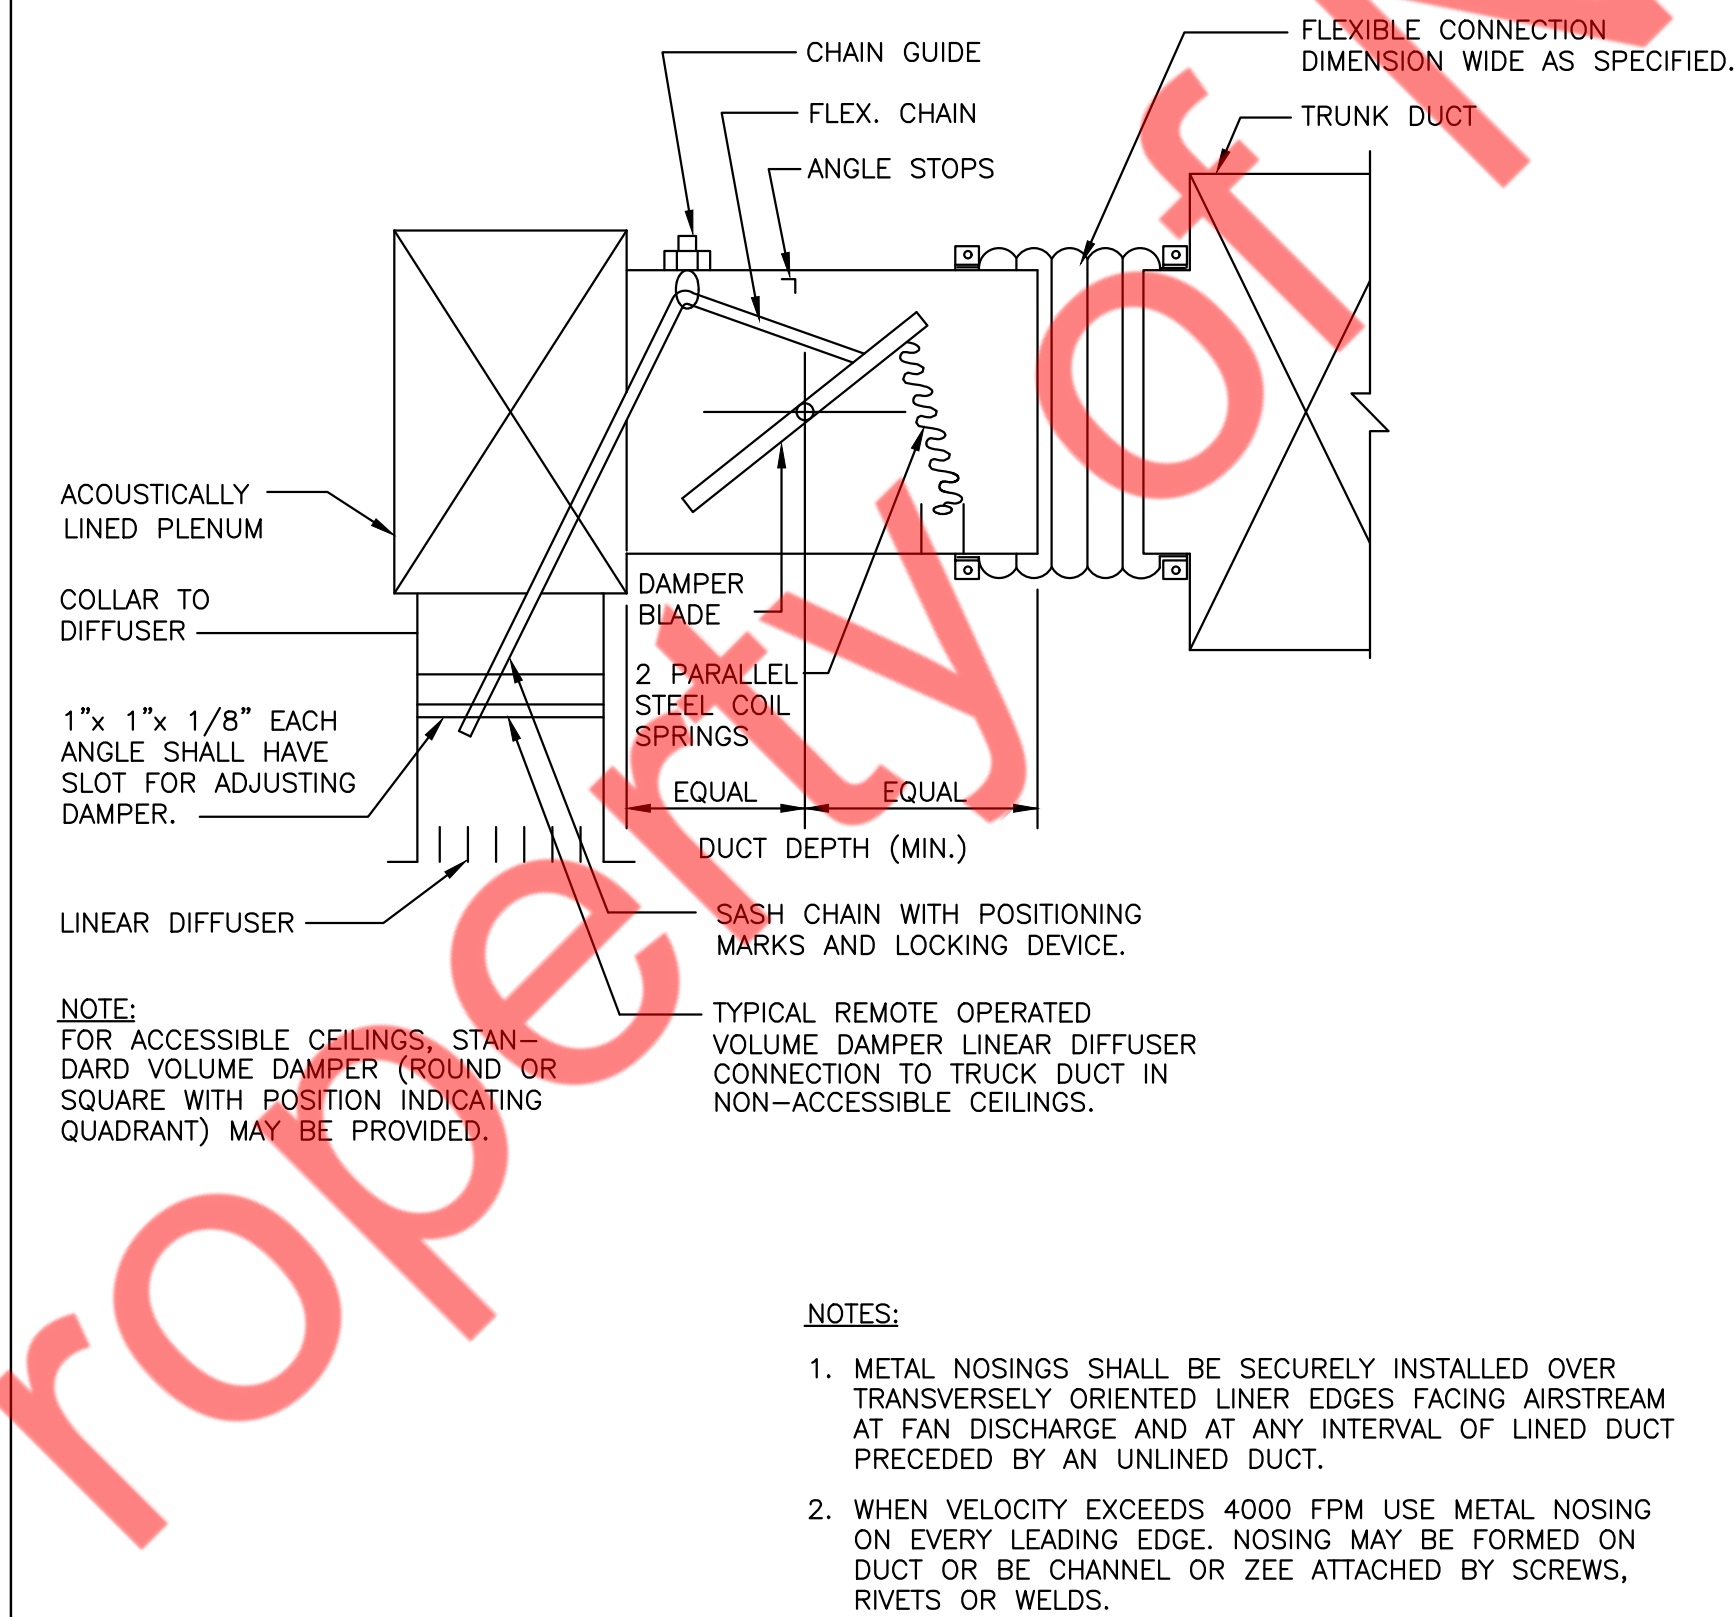 CHAIN GUIDE
FLEX. CHAIN
ANGLE STOPS
FLEXIBLE CONNECTION
DIMENSION WIDE AS SPECIFIED.
TRUNK DUCT
ACOUSTICALLY
LINED PLENUM
COLLAR TO
DIFFUSER
1"x 1"x 1/8" EACH
ANGLE SHALL HAVE
SLOT FOR ADJUSTING
DAMPER.
LINEAR DIFFUSER
DAMPER
BLADE
2 PARALLEL
STEEL COIL
SPRINGS
EQUAL
EQUAL
DUCT DEPTH (MIN.)
SASH CHAIN WITH POSITIONING
MARKS AND LOCKING DEVICE.
TYPICAL REMOTE OPERATED
VOLUME DAMPER LINEAR DIFFUSER
CONNECTION TO TRUCK DUCT IN
NON-ACCESSIBLE CEILINGS.
NOTE:
FOR ACCESSIBLE CEILINGS, STAN-
DARD VOLUME DAMPER (ROUND OR
SQUARE WITH POSITION INDICATING
QUADRANT) MAY BE PROVIDED.
NOTES:
1. METAL NOSINGS SHALL BE SECURELY INSTALLED OVER
TRANSVERSELY ORIENTED LINER EDGES FACING AIRSTREAM
AT FAN DISCHARGE AND AT ANY INTERVAL OF LINED DUCT
PRECEDED BY AN UNLINED DUCT.
2. WHEN VELOCITY EXCEEDS 4000 FPM USE METAL NOSING
ON EVERY LEADING EDGE. NOSING MAY BE FORMED ON
DUCT OR BE CHANNEL OR ZEE ATTACHED BY SCREWS,
RIVETS OR WELDS.
roperty of